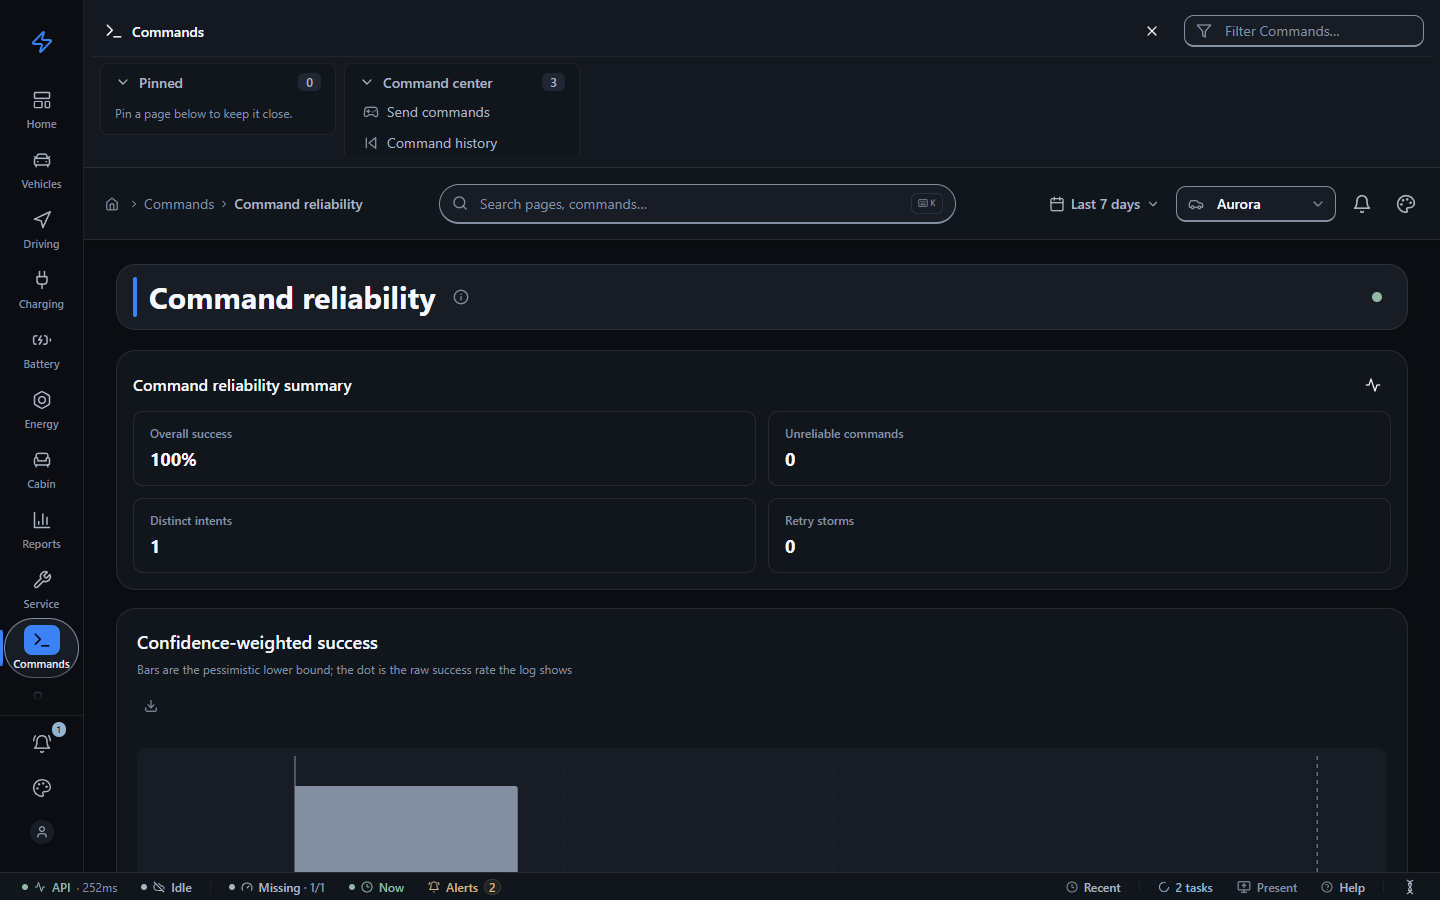 Commands
Filter Commands...
Pinned
0
Pin a page below to keep it close.
Command center
3
Send commands
Command history
Home
Vehicles
Driving
Charging
Battery
Energy
Cabin
Reports
Service
Commands
1
Commands
Command reliability
Search pages, commands...
K
Last 7 days
Aurora
Command reliability
Command reliability summary
Overall success
100%
Unreliable commands
0
Distinct intents
1
Retry storms
0
Confidence-weighted success
Bars are the pessimistic lower bound; the dot is the raw success rate the log shows
API · 252ms
Idle
Missing · 1/1
Now
Alerts 2
Recent
2 tasks
Present
Help